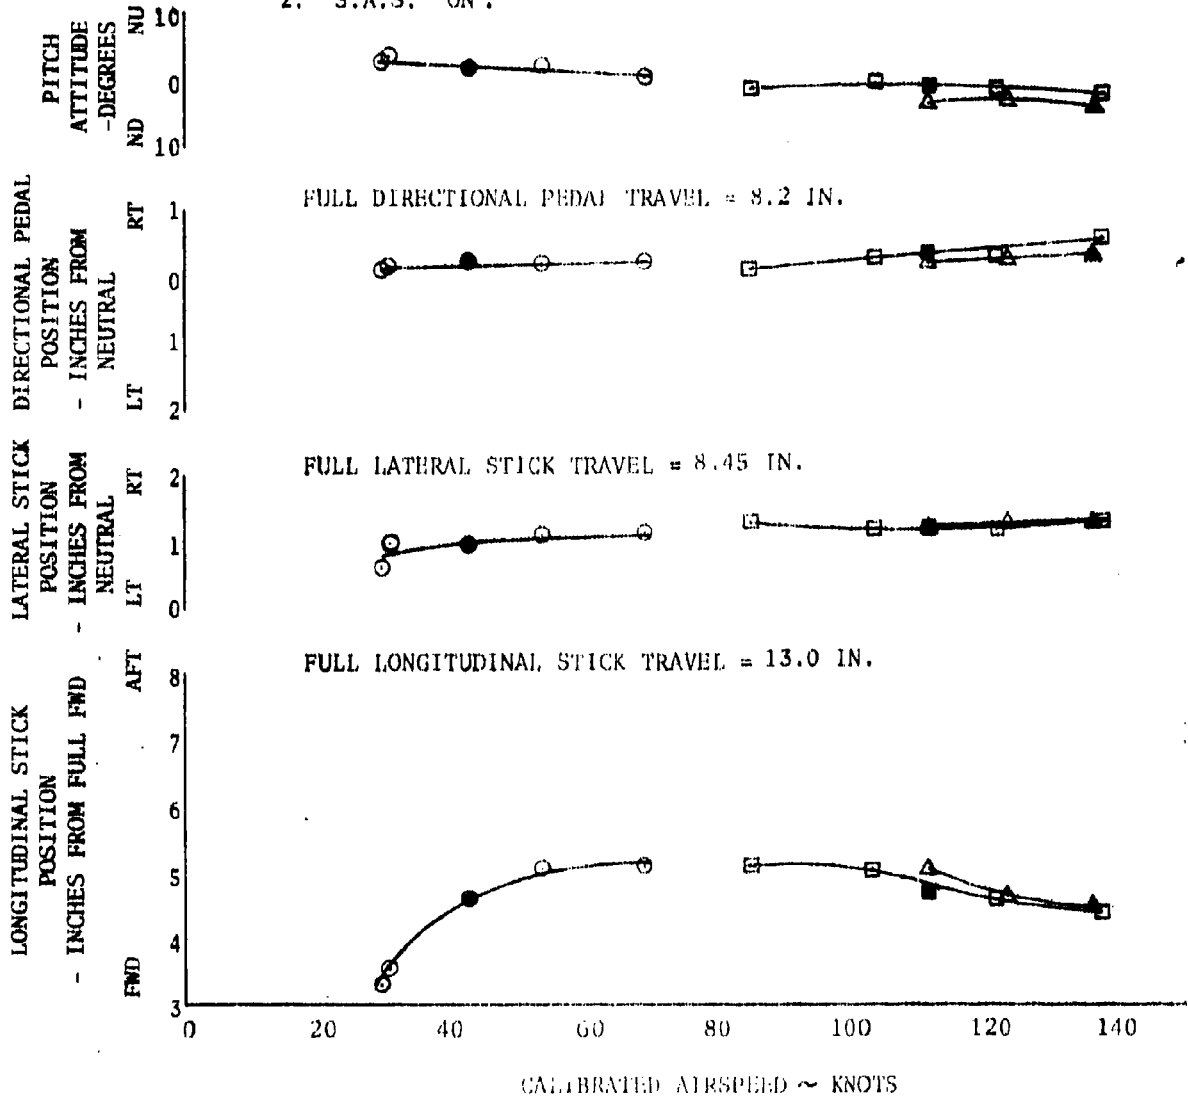 2. S.A.S. "ON".
PITCH
ATTITUDE
-DEGREES
ND NU
10
0
10
FULL DIRECTIONAL PEDAL TRAVEL = 8.2 IN.
DIRECTIONAL PEDAL
POSITION
- INCHES FROM
NEUTRAL
LT RT
1
0
1
2
FULL LATERAL STICK TRAVEL = 8.45 IN.
LATERAL STICK
POSITION
- INCHES FROM
NEUTRAL
LT RT
2
1
0
FULL LONGITUDINAL STICK TRAVEL = 13.0 IN.
LONGITUDINAL STICK
POSITION
- INCHES FROM FULL FWD
FWD AFT
8
7
6
5
4
3
0 20 40 60 80 100 120 140
CALIBRATED AIRSPEED ~ KNOTS